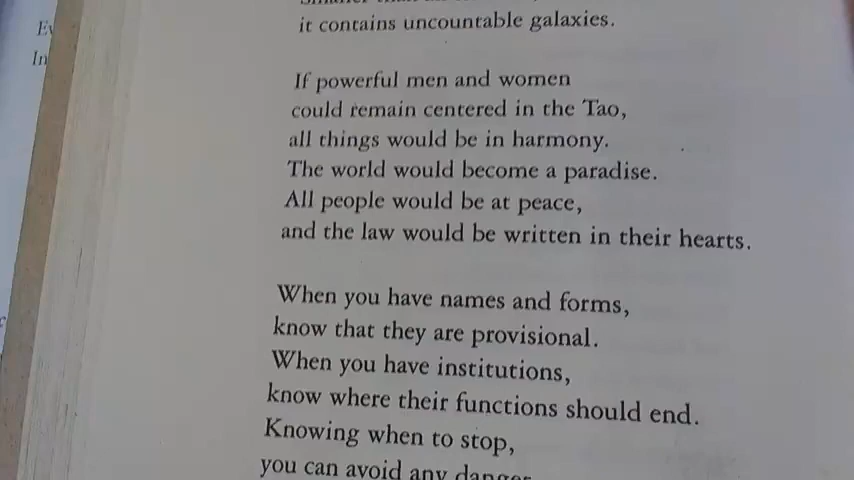 it contains uncountable galaxies.
If powerful men and women
could remain centered in the Tao,
all things would be in harmony.
The world would become a paradise.
All people would be at peace,
and the law would be written in their hearts.
When you have names and forms,
know that they are provisional.
When you have institutions,
know where their functions should end.
Knowing when to stop,
you can avoid any danger